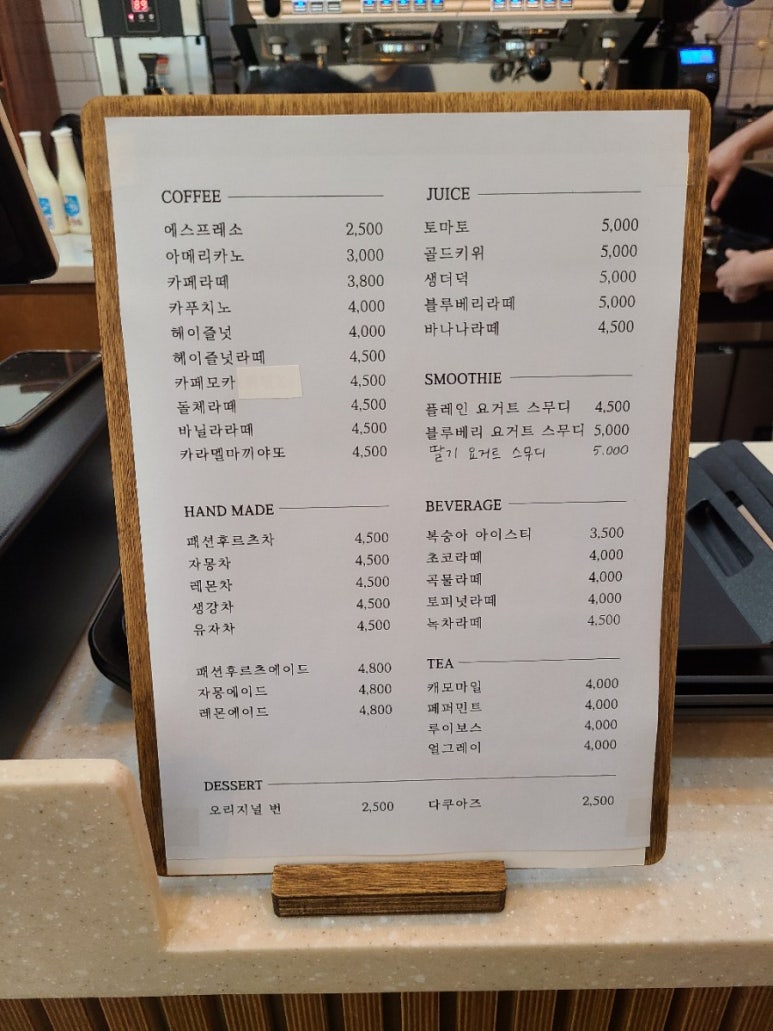 COFFEE
에스프레소 2,500
아메리카노 3,000
카페라떼 3,800
카푸치노 4,000
헤이즐넛 4,000
헤이즐넛라떼 4,500
카페모카 4,500
돌체라떼 4,500
바닐라라떼 4,500
카라멜마끼야또 4,500
HAND MADE
패션후르츠차 4,500
자몽차 4,500
레몬차 4,500
생강차 4,500
유자차 4,500
패션후르츠에이드 4,800
자몽에이드 4,800
레몬에이드 4,800
JUICE
토마토 5,000
골드키위 5,000
생더덕 5,000
블루베리라떼 5,000
바나나라떼 4,500
SMOOTHIE
플레인 요거트 스무디 4,500
블루베리 요거트 스무디 5,000
딸기 요거트 스무디 5.000
BEVERAGE
복숭아 아이스티 3,500
초코라떼 4,000
곡물라떼 4,000
토피넛라떼 4,000
녹차라떼 4,500
TEA
캐모마일 4,000
페퍼민트 4,000
루이보스 4,000
얼그레이 4,000
DESSERT
오리지널 번 2,500
다쿠아즈 2,500